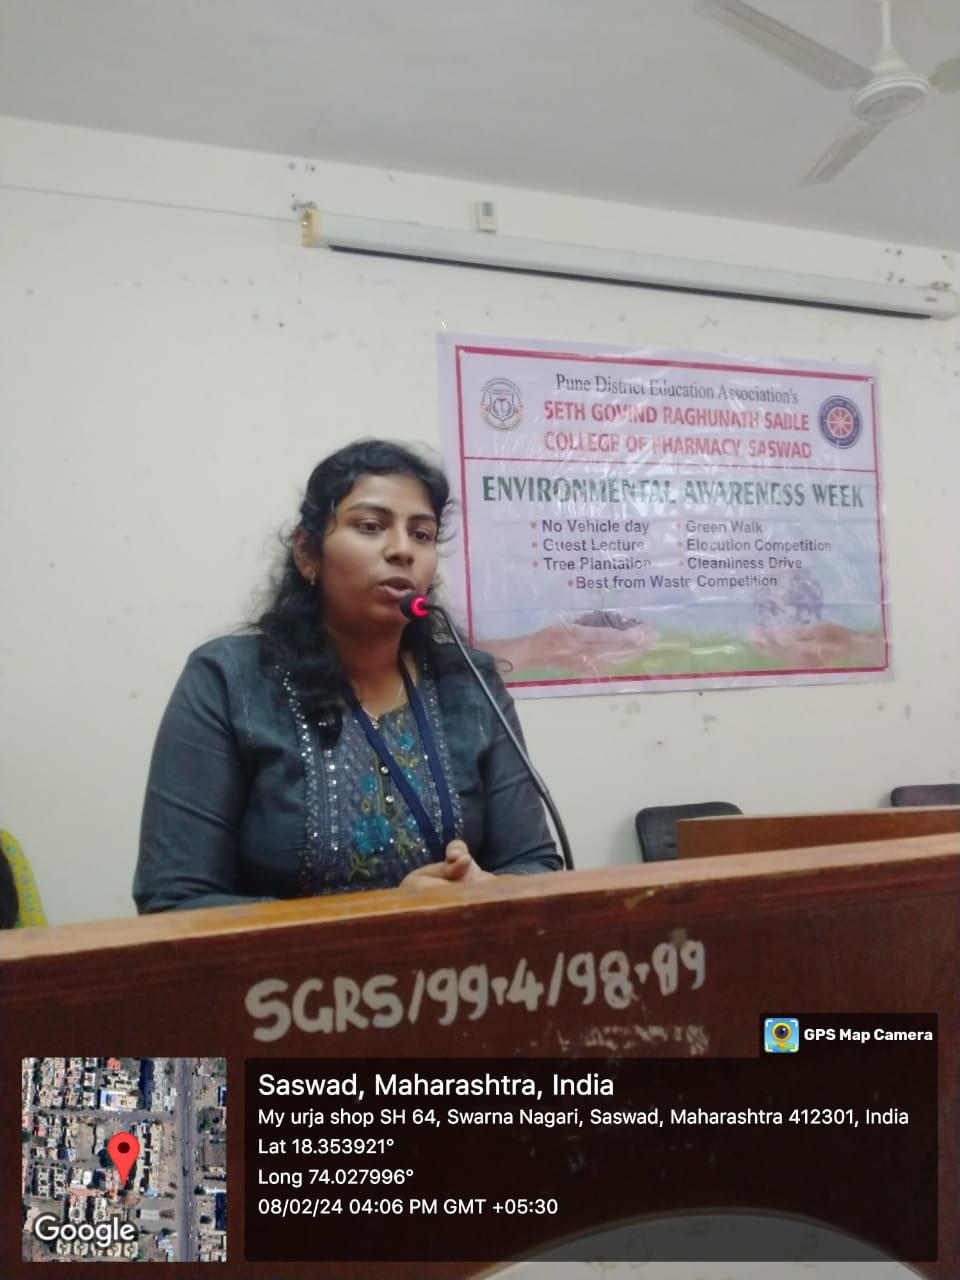 Pune District Education Association's
SETH GOVIND RAGHUNATH SABLE
COLLEGE OF PHARMACY, SASWAD
ENVIRONMENTAL AWARENESS WEEK
• No Vehicle day
• Green Walk
• Guest Lecture
• Elocution Competition
• Tree Plantation
• Cleanliness Drive
• Best from Waste Competition
SGRS/99-4/98-99
GPS Map Camera
Saswad, Maharashtra, India
My urja shop SH 64, Swarna Nagari, Saswad, Maharashtra 412301, India
Lat 18.353921°
Long 74.027996°
08/02/24 04:06 PM GMT +05:30
Google